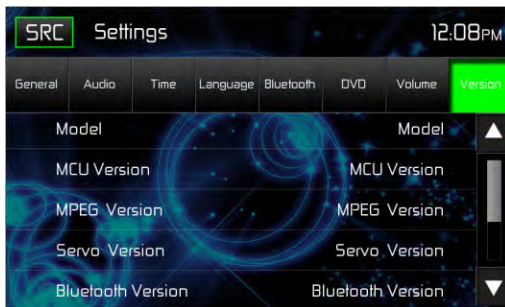 SRC Settings 12:08PM
General Audio Time Language Bluetooth DVD Volume Version
Model Model
MCU Version MCU Version
MPEG Version MPEG Version
Servo Version Servo Version
Bluetooth Version Bluetooth Version